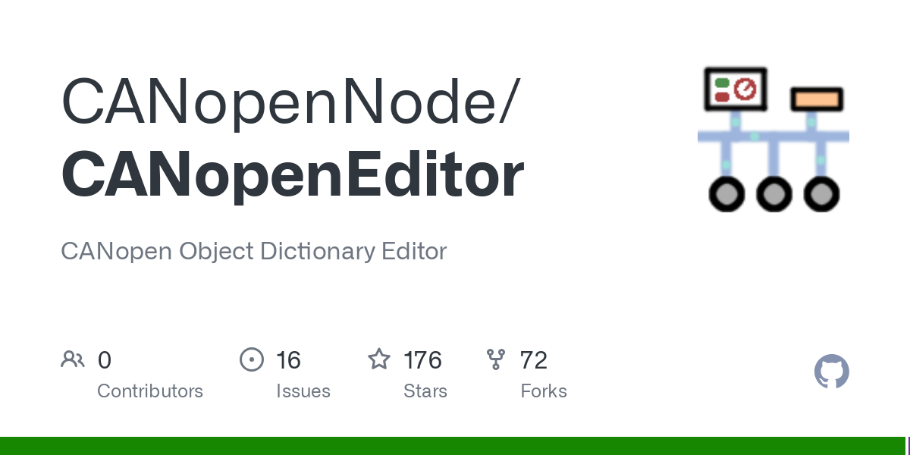 CANopenNode/
CANopenEditor
CANopen Object Dictionary Editor
0 16 176 72
Contributors Issues Stars Forks